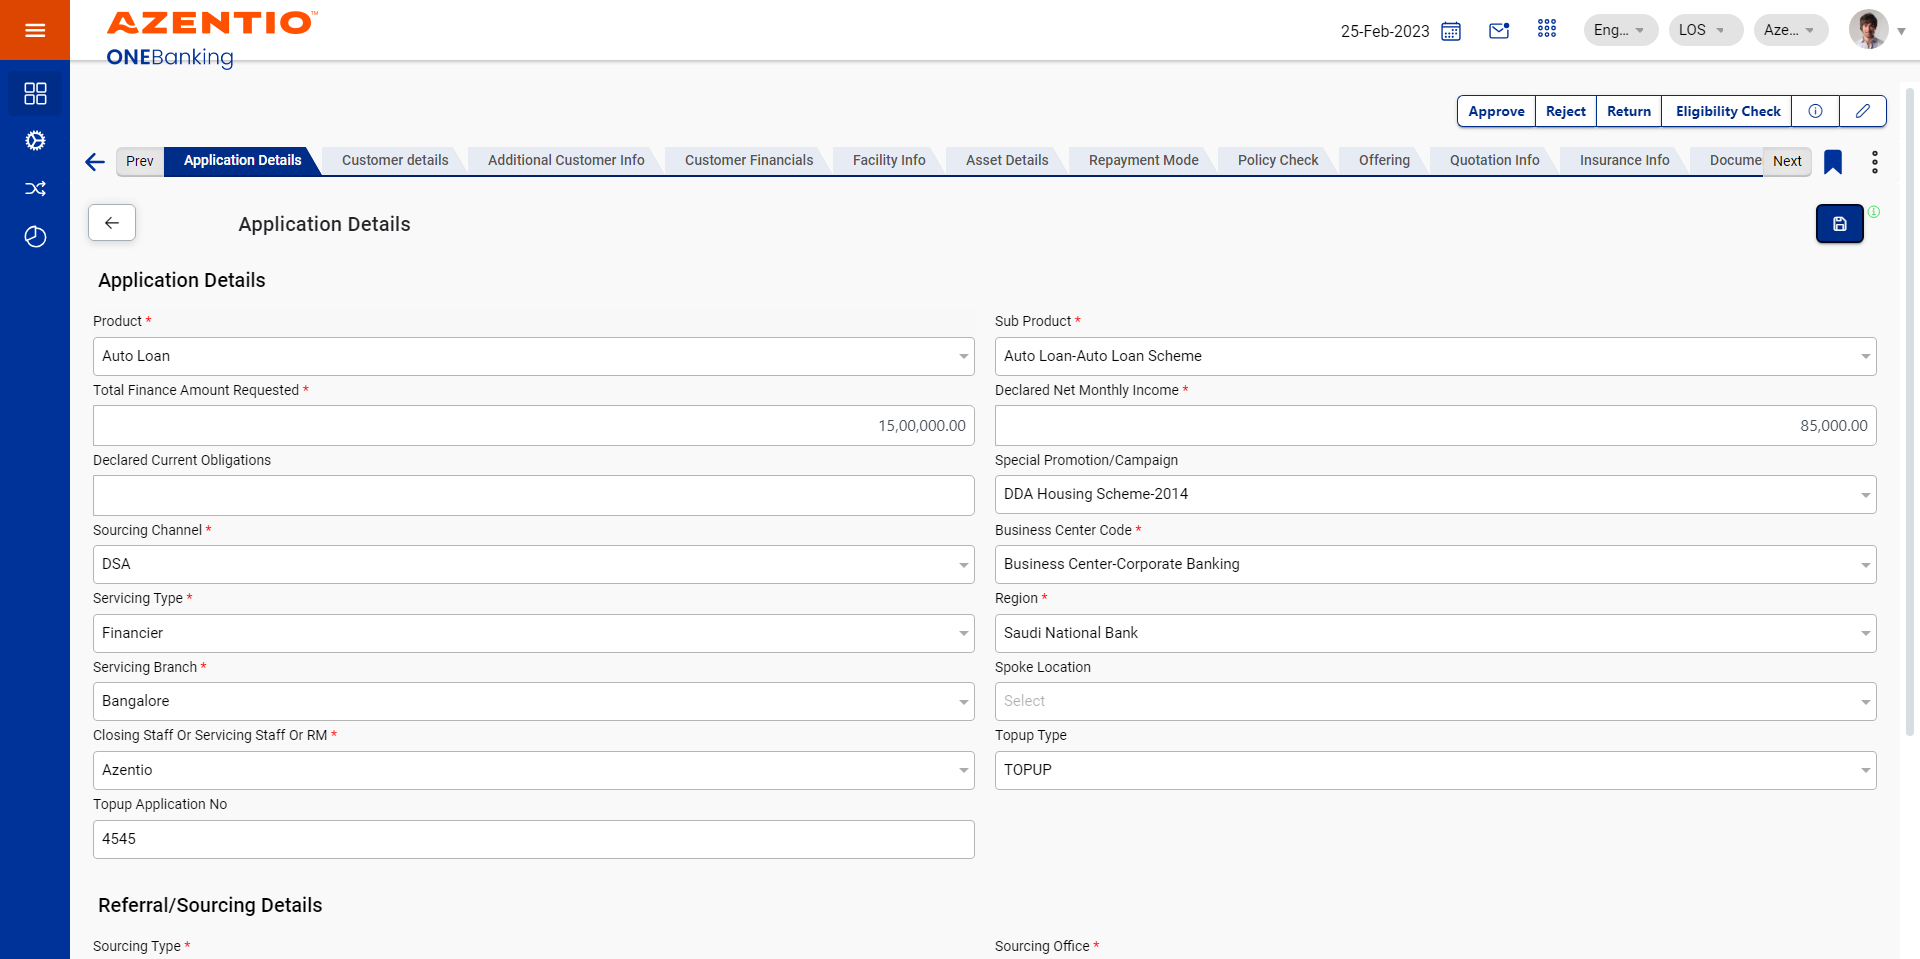 AZENTIO™
ONEBanking
25-Feb-2023
Eng...
LOS
Aze...
Approve
Reject
Return
Eligibility Check
Prev
Application Details
Customer details
Additional Customer Info
Customer Financials
Facility Info
Asset Details
Repayment Mode
Policy Check
Offering
Quotation Info
Insurance Info
Docume
Next
Application Details
Application Details
Product *
Sub Product *
Auto Loan
Auto Loan-Auto Loan Scheme
Total Finance Amount Requested *
Declared Net Monthly Income *
15,00,000.00
85,000.00
Declared Current Obligations
Special Promotion/Campaign
DDA Housing Scheme-2014
Sourcing Channel *
Business Center Code *
DSA
Business Center-Corporate Banking
Servicing Type *
Region *
Financier
Saudi National Bank
Servicing Branch *
Spoke Location
Bangalore
Select
Closing Staff Or Servicing Staff Or RM *
Topup Type
Azentio
TOPUP
Topup Application No
4545
Referral/Sourcing Details
Sourcing Type *
Sourcing Office *